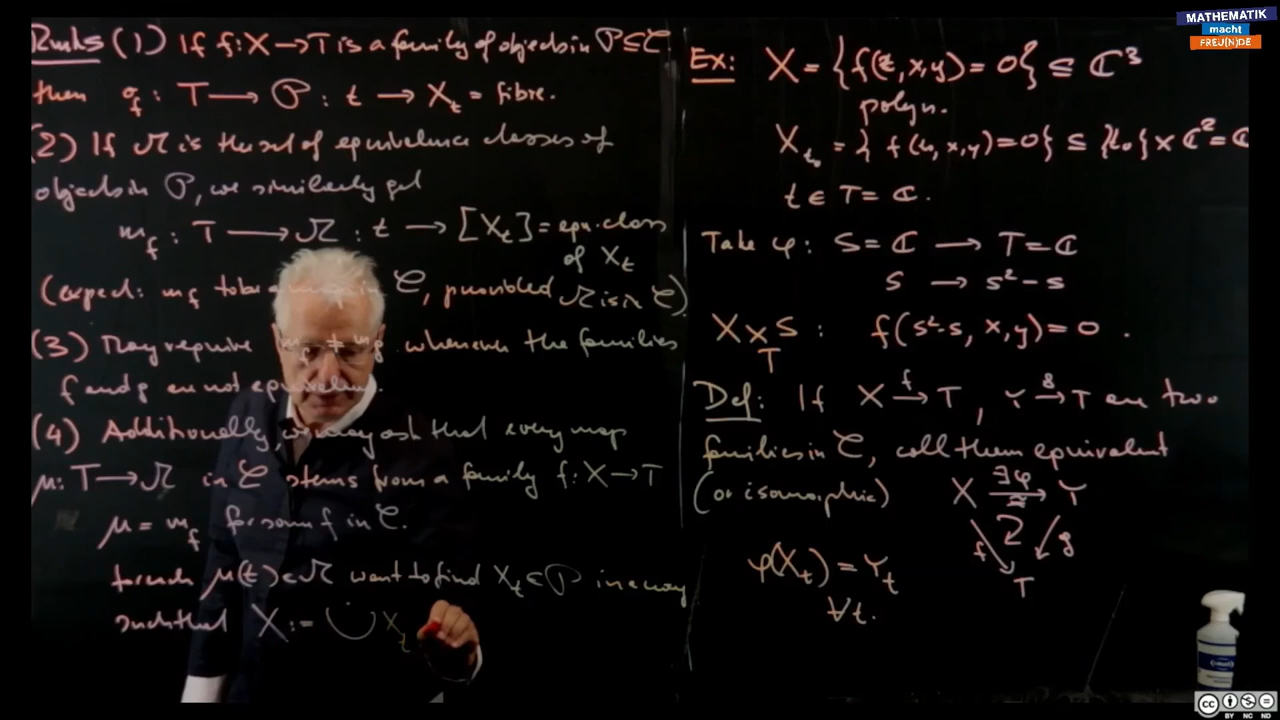 Rmks (1) If f: X → T is a family of objects in P ⊆ C
then σ_f : T → P : t → X_t = fibre.
(2) If M is the set of equivalence classes of
objects in P, we similarly get
m_f : T → M : t → [X_t] = equ. class
of X_t
(expect: m_f to be a in C, provided M is in C)
(3) May require m_f ≠ m_g whenever the families
f and g are not equivalent.
(4) Additionally, we may ask that every map
μ: T → M in C stems from a family f: X → T
μ = m_f for some f in C.
for each μ(t) ∈ M want to find X_t ∈ P in a way
such that X := ∪ X_t
Ex: X = { f(t, x, y) = 0 } ⊆ ℂ³
polyn.
X_t₀ = { f(t₀, x, y) = 0 } ⊆ {t₀} × ℂ² = ℂ
t ∈ T = ℂ.
Take φ: S = ℂ → T = ℂ
s → s² - s
X × S : f(s² - s, x, y) = 0 .
T
Def: If X →f T , Y →g T are two
families in C, call them equivalent
(or isomorphic) X ∃φ ≅ → Y
f g
T
φ(X_t) = Y_t
∀ t.
MATHEMATIK
macht
FREU(N)DE
cc BY NC ND